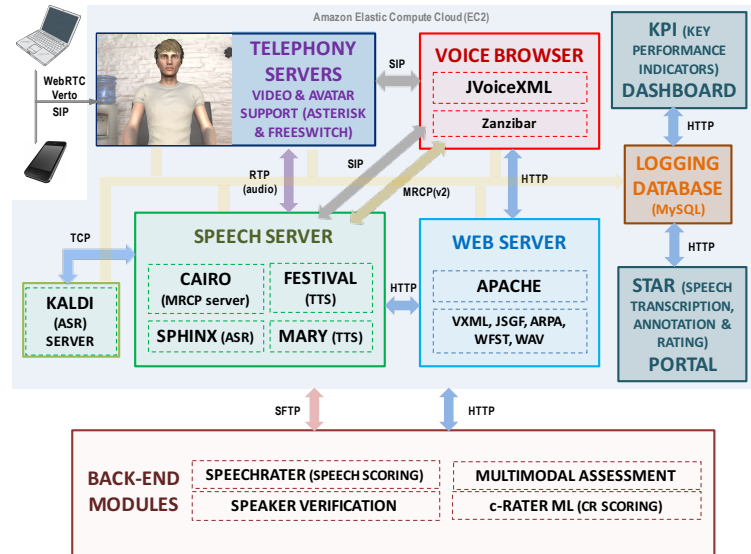 Amazon Elastic Compute Cloud (EC2)
WebRTC
Verto
SIP
TELEPHONY
SERVERS
VIDEO & AVATAR
SUPPORT (ASTERISK
& FREESWITCH)
SIP
VOICE BROWSER
JVoiceXML
Zanzibar
KPI (KEY
PERFORMANCE
INDICATORS)
DASHBOARD
HTTP
LOGGING
DATABASE
(MySQL)
HTTP
STAR (SPEECH
TRANSCRIPTION,
ANNOTATION &
RATING)
PORTAL
RTP
(audio)
SIP
MRCP(v2)
HTTP
TCP
KALDI
(ASR)
SERVER
SPEECH SERVER
CAIRO
(MRCP server)
FESTIVAL
(TTS)
SPHINX (ASR)
MARY (TTS)
HTTP
WEB SERVER
APACHE
VXML, JSGF, ARPA,
WFST, WAV
SFTP
HTTP
BACK-END
MODULES
SPEECHRATER (SPEECH SCORING)
MULTIMODAL ASSESSMENT
SPEAKER VERIFICATION
c-RATER ML (CR SCORING)